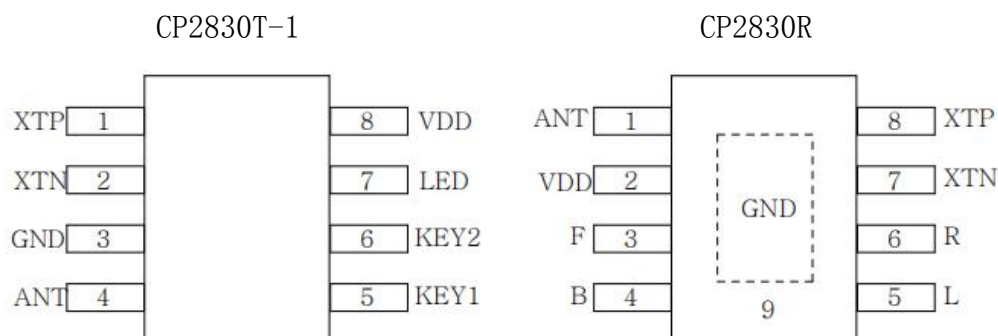 CP2830T-1 CP2830R
XTP 1 8 VDD ANT 1 8 XTP
XTN 2 7 LED VDD 2 7 XTN
GND
GND 3 6 KEY2 F 3 6 R
ANT 4 5 KEY1 B 4 5 L
9